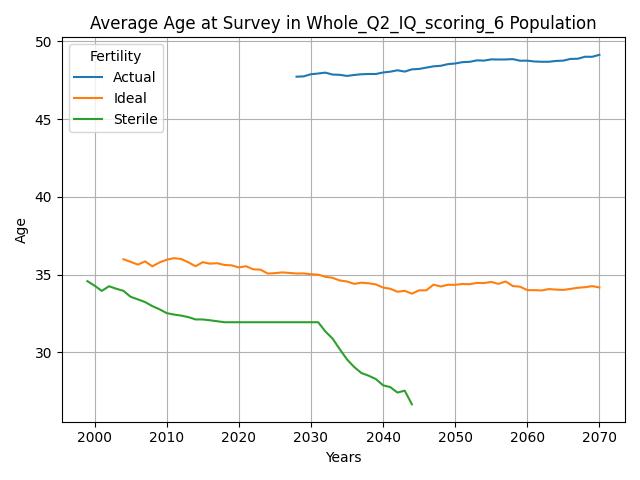 Average Age at Survey in Whole_Q2_IQ_scoring_6 Population
Fertility
Actual
Ideal
Sterile
50
45
40
35
30
Age
2000 2010 2020 2030 2040 2050 2060 2070
Years